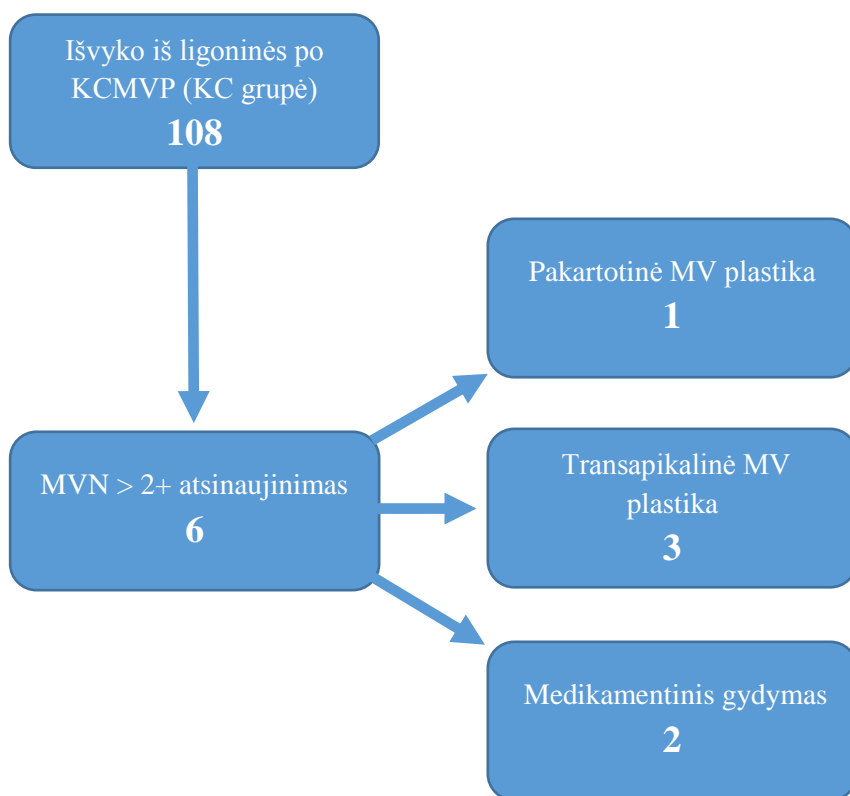 Išvyko iš ligoninės po
KCMVP (KC grupė)
108
MVN > 2+ atsinaujinimas
6
Pakartotinė MV plastika
1
Transapikalinė MV
plastika
3
Medikamentinis gydymas
2